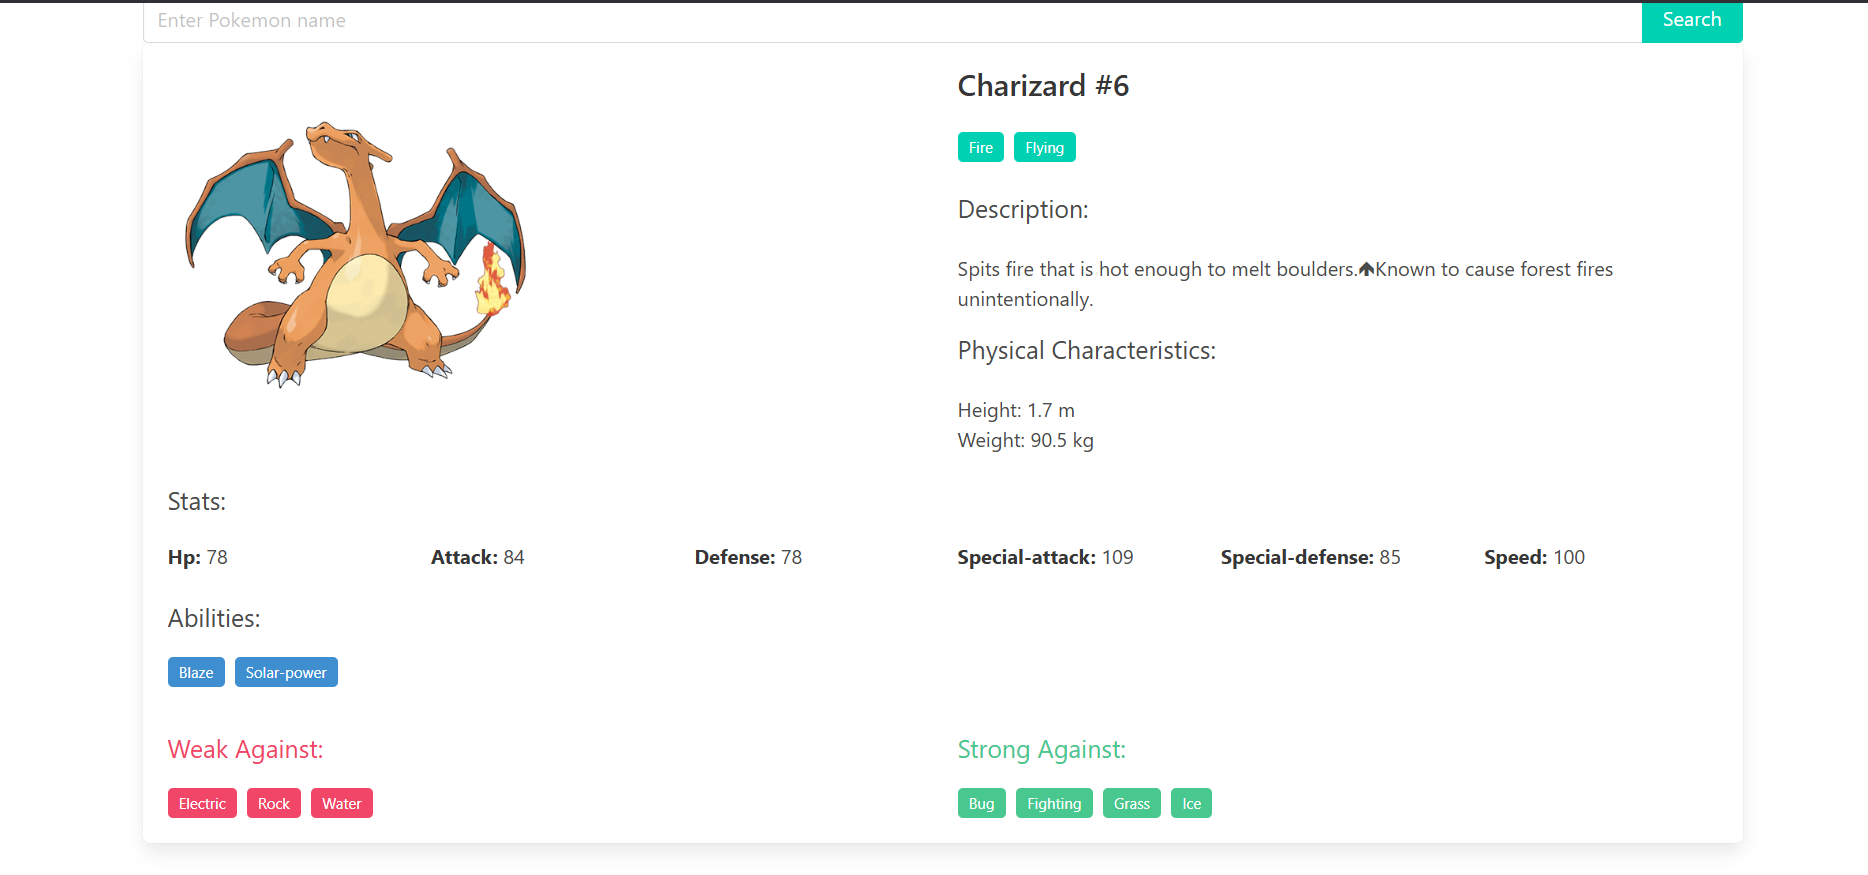 Enter Pokemon name
Search
Charizard #6
Fire
Flying
Description:
Spits fire that is hot enough to melt boulders.🡅Known to cause forest fires
unintentionally.
Physical Characteristics:
Height: 1.7 m
Weight: 90.5 kg
Stats:
Hp: 78
Attack: 84
Defense: 78
Special-attack: 109
Special-defense: 85
Speed: 100
Abilities:
Blaze
Solar-power
Weak Against:
Electric
Rock
Water
Strong Against:
Bug
Fighting
Grass
Ice